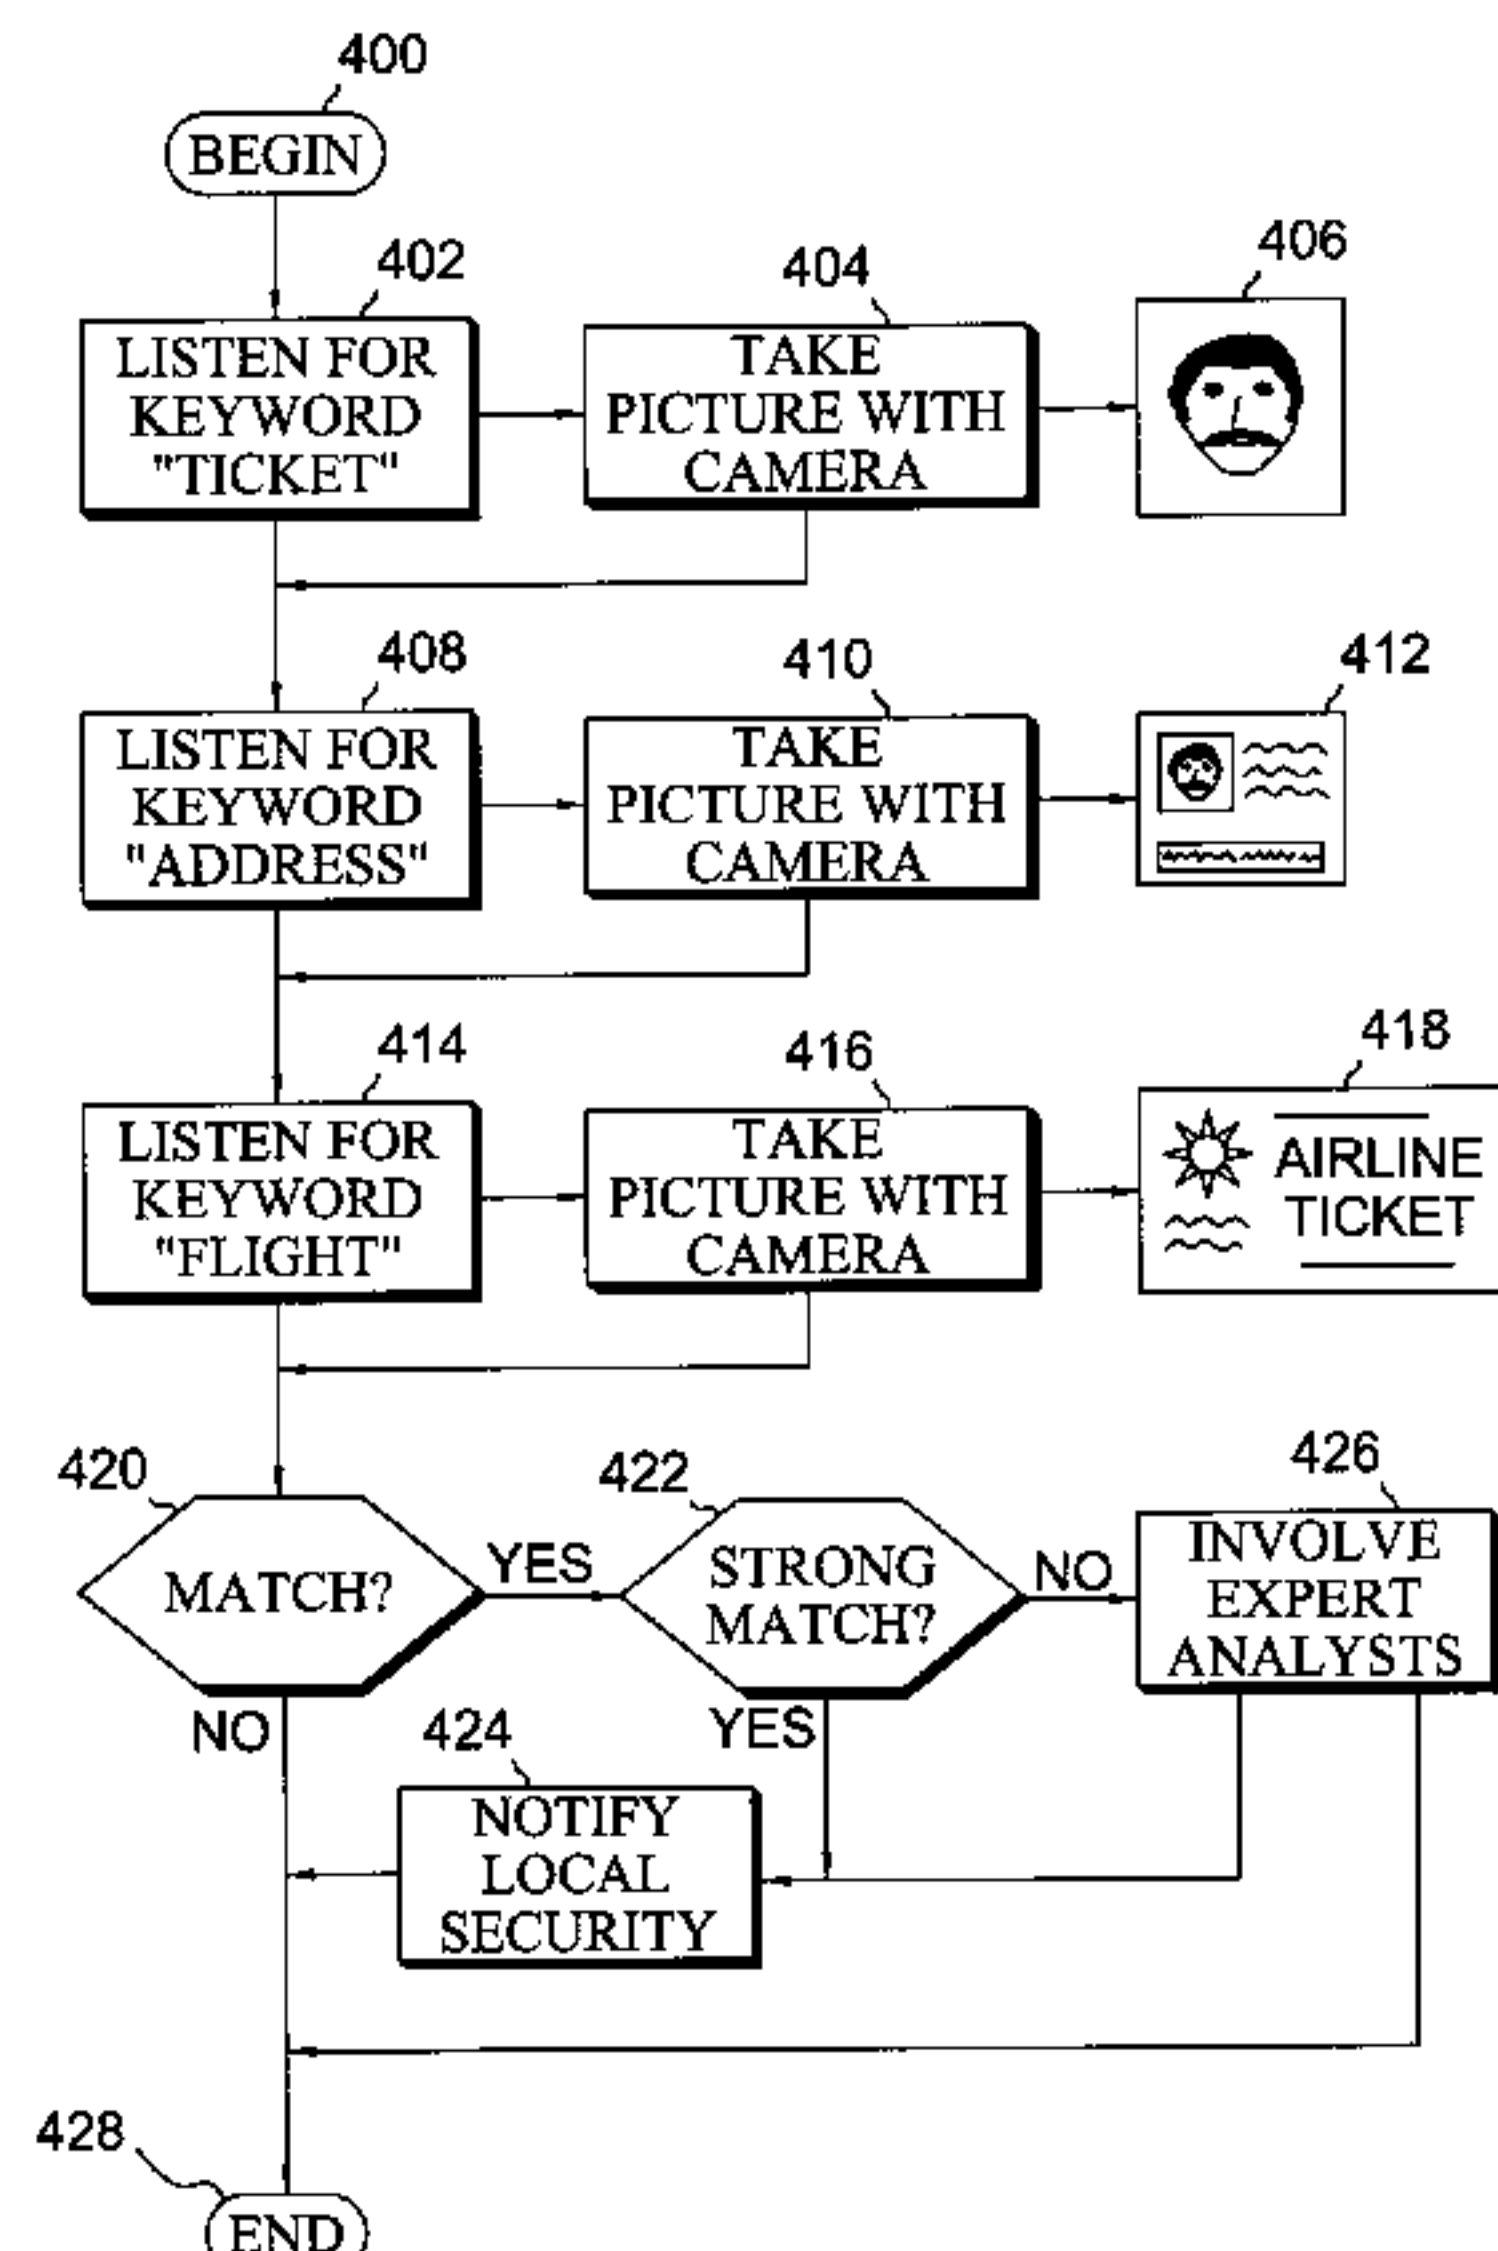 400
BEGIN
402
LISTEN FOR
KEYWORD
"TICKET"
404
TAKE
PICTURE WITH
CAMERA
406
408
LISTEN FOR
KEYWORD
"ADDRESS"
410
TAKE
PICTURE WITH
CAMERA
412
414
LISTEN FOR
KEYWORD
"FLIGHT"
416
TAKE
PICTURE WITH
CAMERA
418
AIRLINE
TICKET
420
MATCH?
YES
NO
422
STRONG
MATCH?
NO
YES
426
INVOLVE
EXPERT
ANALYSTS
424
NOTIFY
LOCAL
SECURITY
428
END